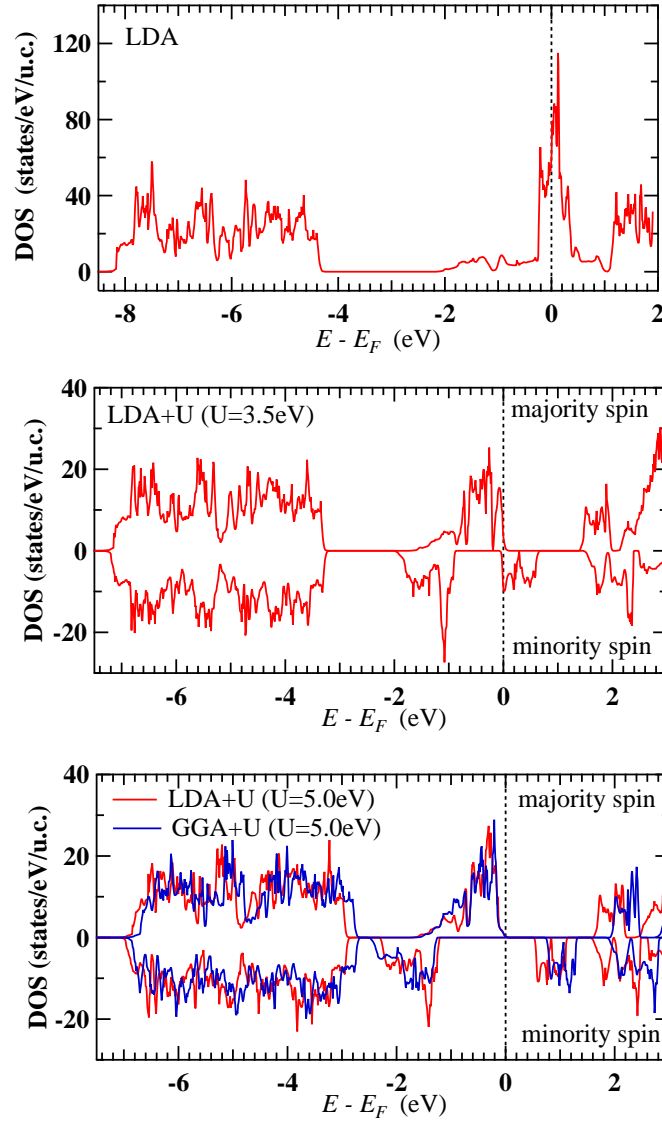 LDA
DOS (states/eV/u.c.)
120
80
40
0
-8
-6
-4
-2
0
2
E - E_F (eV)
LDA+U (U=3.5eV)
majority spin
minority spin
DOS (states/eV/u.c.)
40
20
0
-20
-6
-4
-2
0
2
E - E_F (eV)
LDA+U (U=5.0eV)
GGA+U (U=5.0eV)
majority spin
minority spin
DOS (states/eV/u.c.)
40
20
0
-20
-6
-4
-2
0
2
E - E_F (eV)